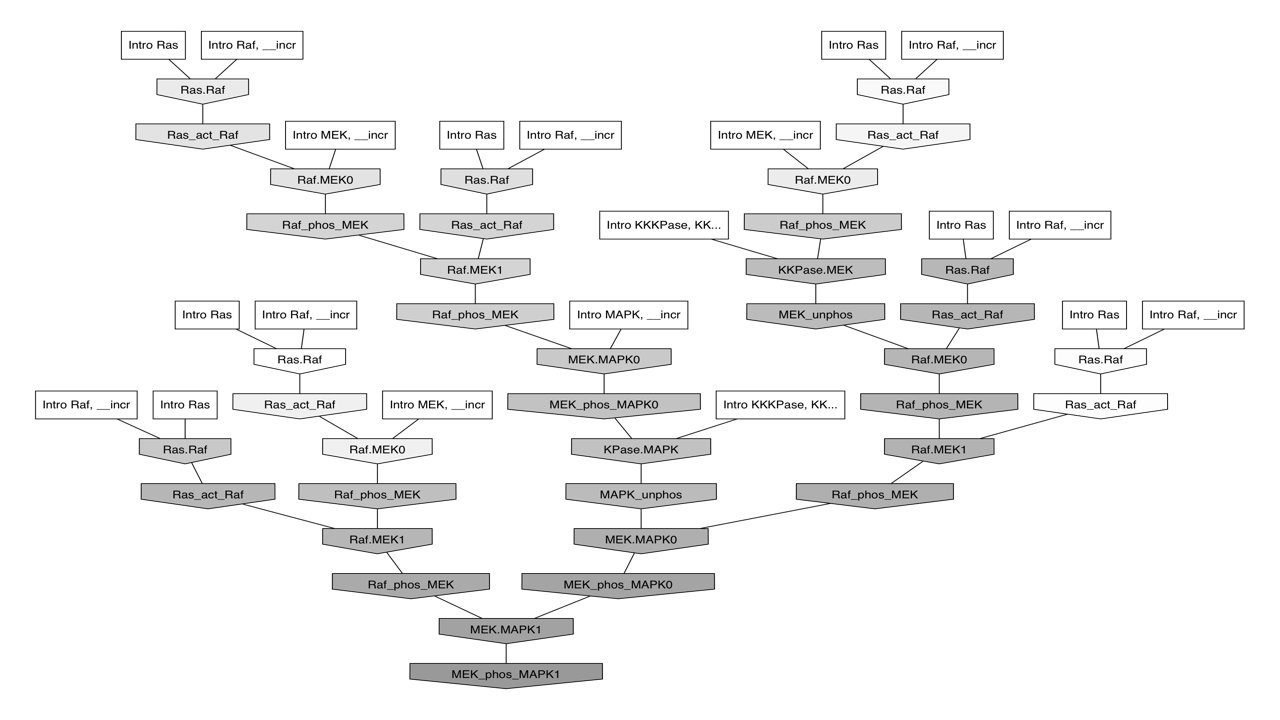 Intro Ras
Intro Raf, __incr
Intro Ras
Intro Raf, __incr
Ras.Raf
Ras.Raf
Ras_act_Raf
Intro MEK, __incr
Intro Ras
Intro Raf, __incr
Intro MEK, __incr
Ras_act_Raf
Raf.MEK0
Ras.Raf
Raf.MEK0
Raf_phos_MEK
Ras_act_Raf
Intro KKKPase, KK...
Raf_phos_MEK
Intro Ras
Intro Raf, __incr
Raf.MEK1
KKPase.MEK
Ras.Raf
Intro Ras
Intro Raf, __incr
Raf_phos_MEK
Intro MAPK, __incr
MEK_unphos
Ras_act_Raf
Intro Ras
Intro Raf, __incr
Ras.Raf
MEK.MAPK0
Raf.MEK0
Ras.Raf
Intro Raf, __incr
Intro Ras
Ras_act_Raf
Intro MEK, __incr
MEK_phos_MAPK0
Intro KKKPase, KK...
Raf_phos_MEK
Ras_act_Raf
Ras.Raf
Raf.MEK0
KPase.MAPK
Raf.MEK1
Ras_act_Raf
Raf_phos_MEK
MAPK_unphos
Raf_phos_MEK
Raf.MEK1
MEK.MAPK0
Raf_phos_MEK
MEK_phos_MAPK0
MEK.MAPK1
MEK_phos_MAPK1